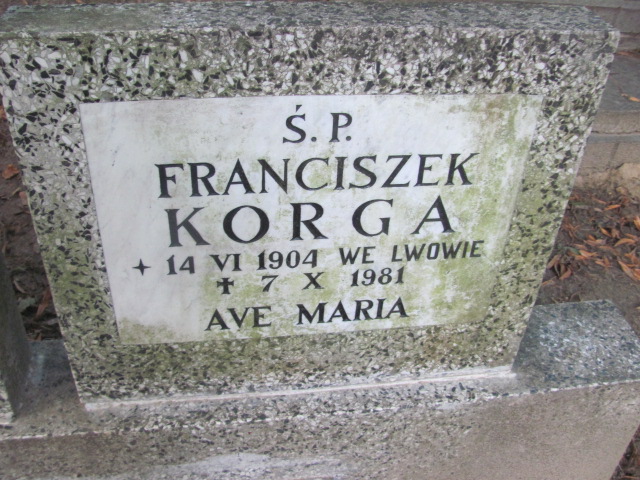 Ś. P.
FRANCISZEK
KORGA
✦ 14 VI 1904 WE LWOWIE
✝ 7 X 1981
AVE MARIA